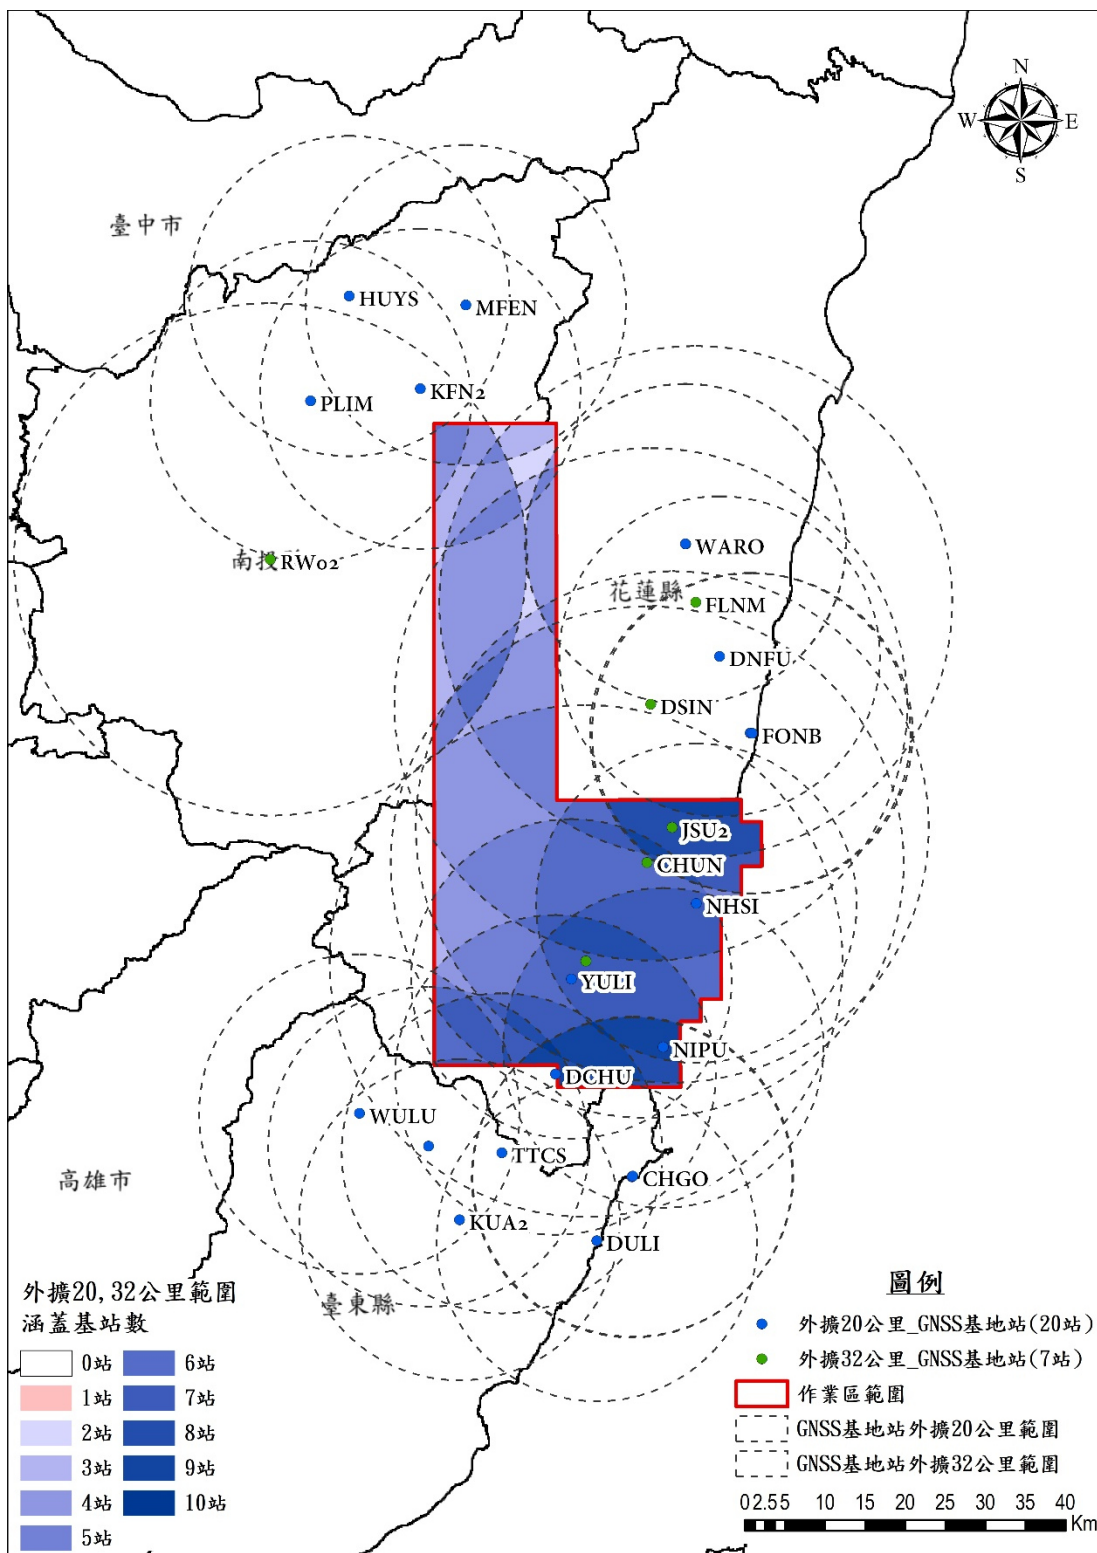 N
W
E
S
臺中市
HUYS
MFEN
KFN2
PLIM
WARO
南投
RW02
花蓮縣
FLNM
DNFU
DSIN
FONB
JSU2
CHUN
NHSI
YULI
NIPU
DCHU
WULU
TTCS
高雄市
CHGO
KUA2
DULI
臺東縣
外擴20,32公里範圍
涵蓋基站數
0站
1站
2站
3站
4站
5站
6站
7站
8站
9站
10站
圖例
外擴20公里_GNSS基地站(20站)
外擴32公里_GNSS基地站(7站)
作業區範圍
GNSS基地站外擴20公里範圍
GNSS基地站外擴32公里範圍
0 2.5 5 10 15 20 25 30 35 40
Km